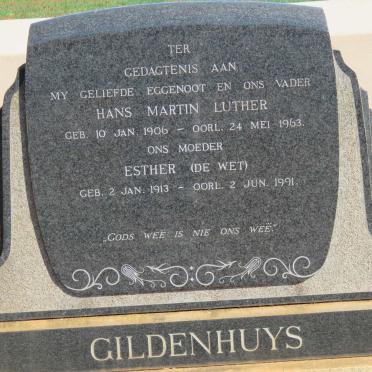 TER
GEDAGTENIS AAN
MY GELIEFDE EGGENOOT EN ONS VADER
HANS MARTIN LUTHER
GEB. 10 JAN. 1906 – OORL. 24 MEI 1963.
ONS MOEDER
ESTHER (DE WET)
GEB. 2 JAN. 1913 – OORL. 2 JUN. 1991.
„GODS WEË IS NIE ONS WEË.”
GILDENHUYS